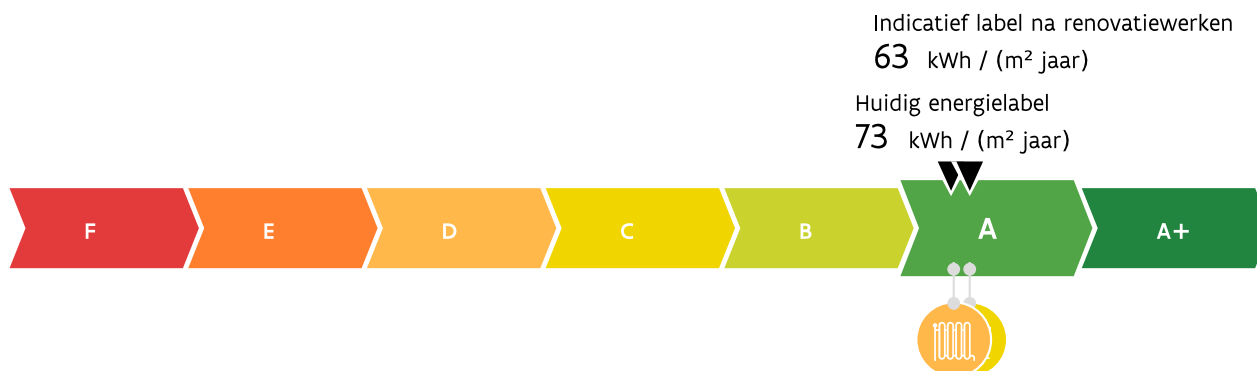 Indicatief label na renovatiewerken
63 kWh / (m² jaar)
Huidig energielabel
73 kWh / (m² jaar)
F E D C B A A+